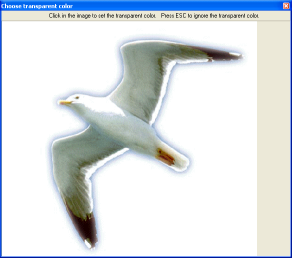 Choose transparent color
Click in the image to set the transparent color. Press ESC to ignore the transparent color.